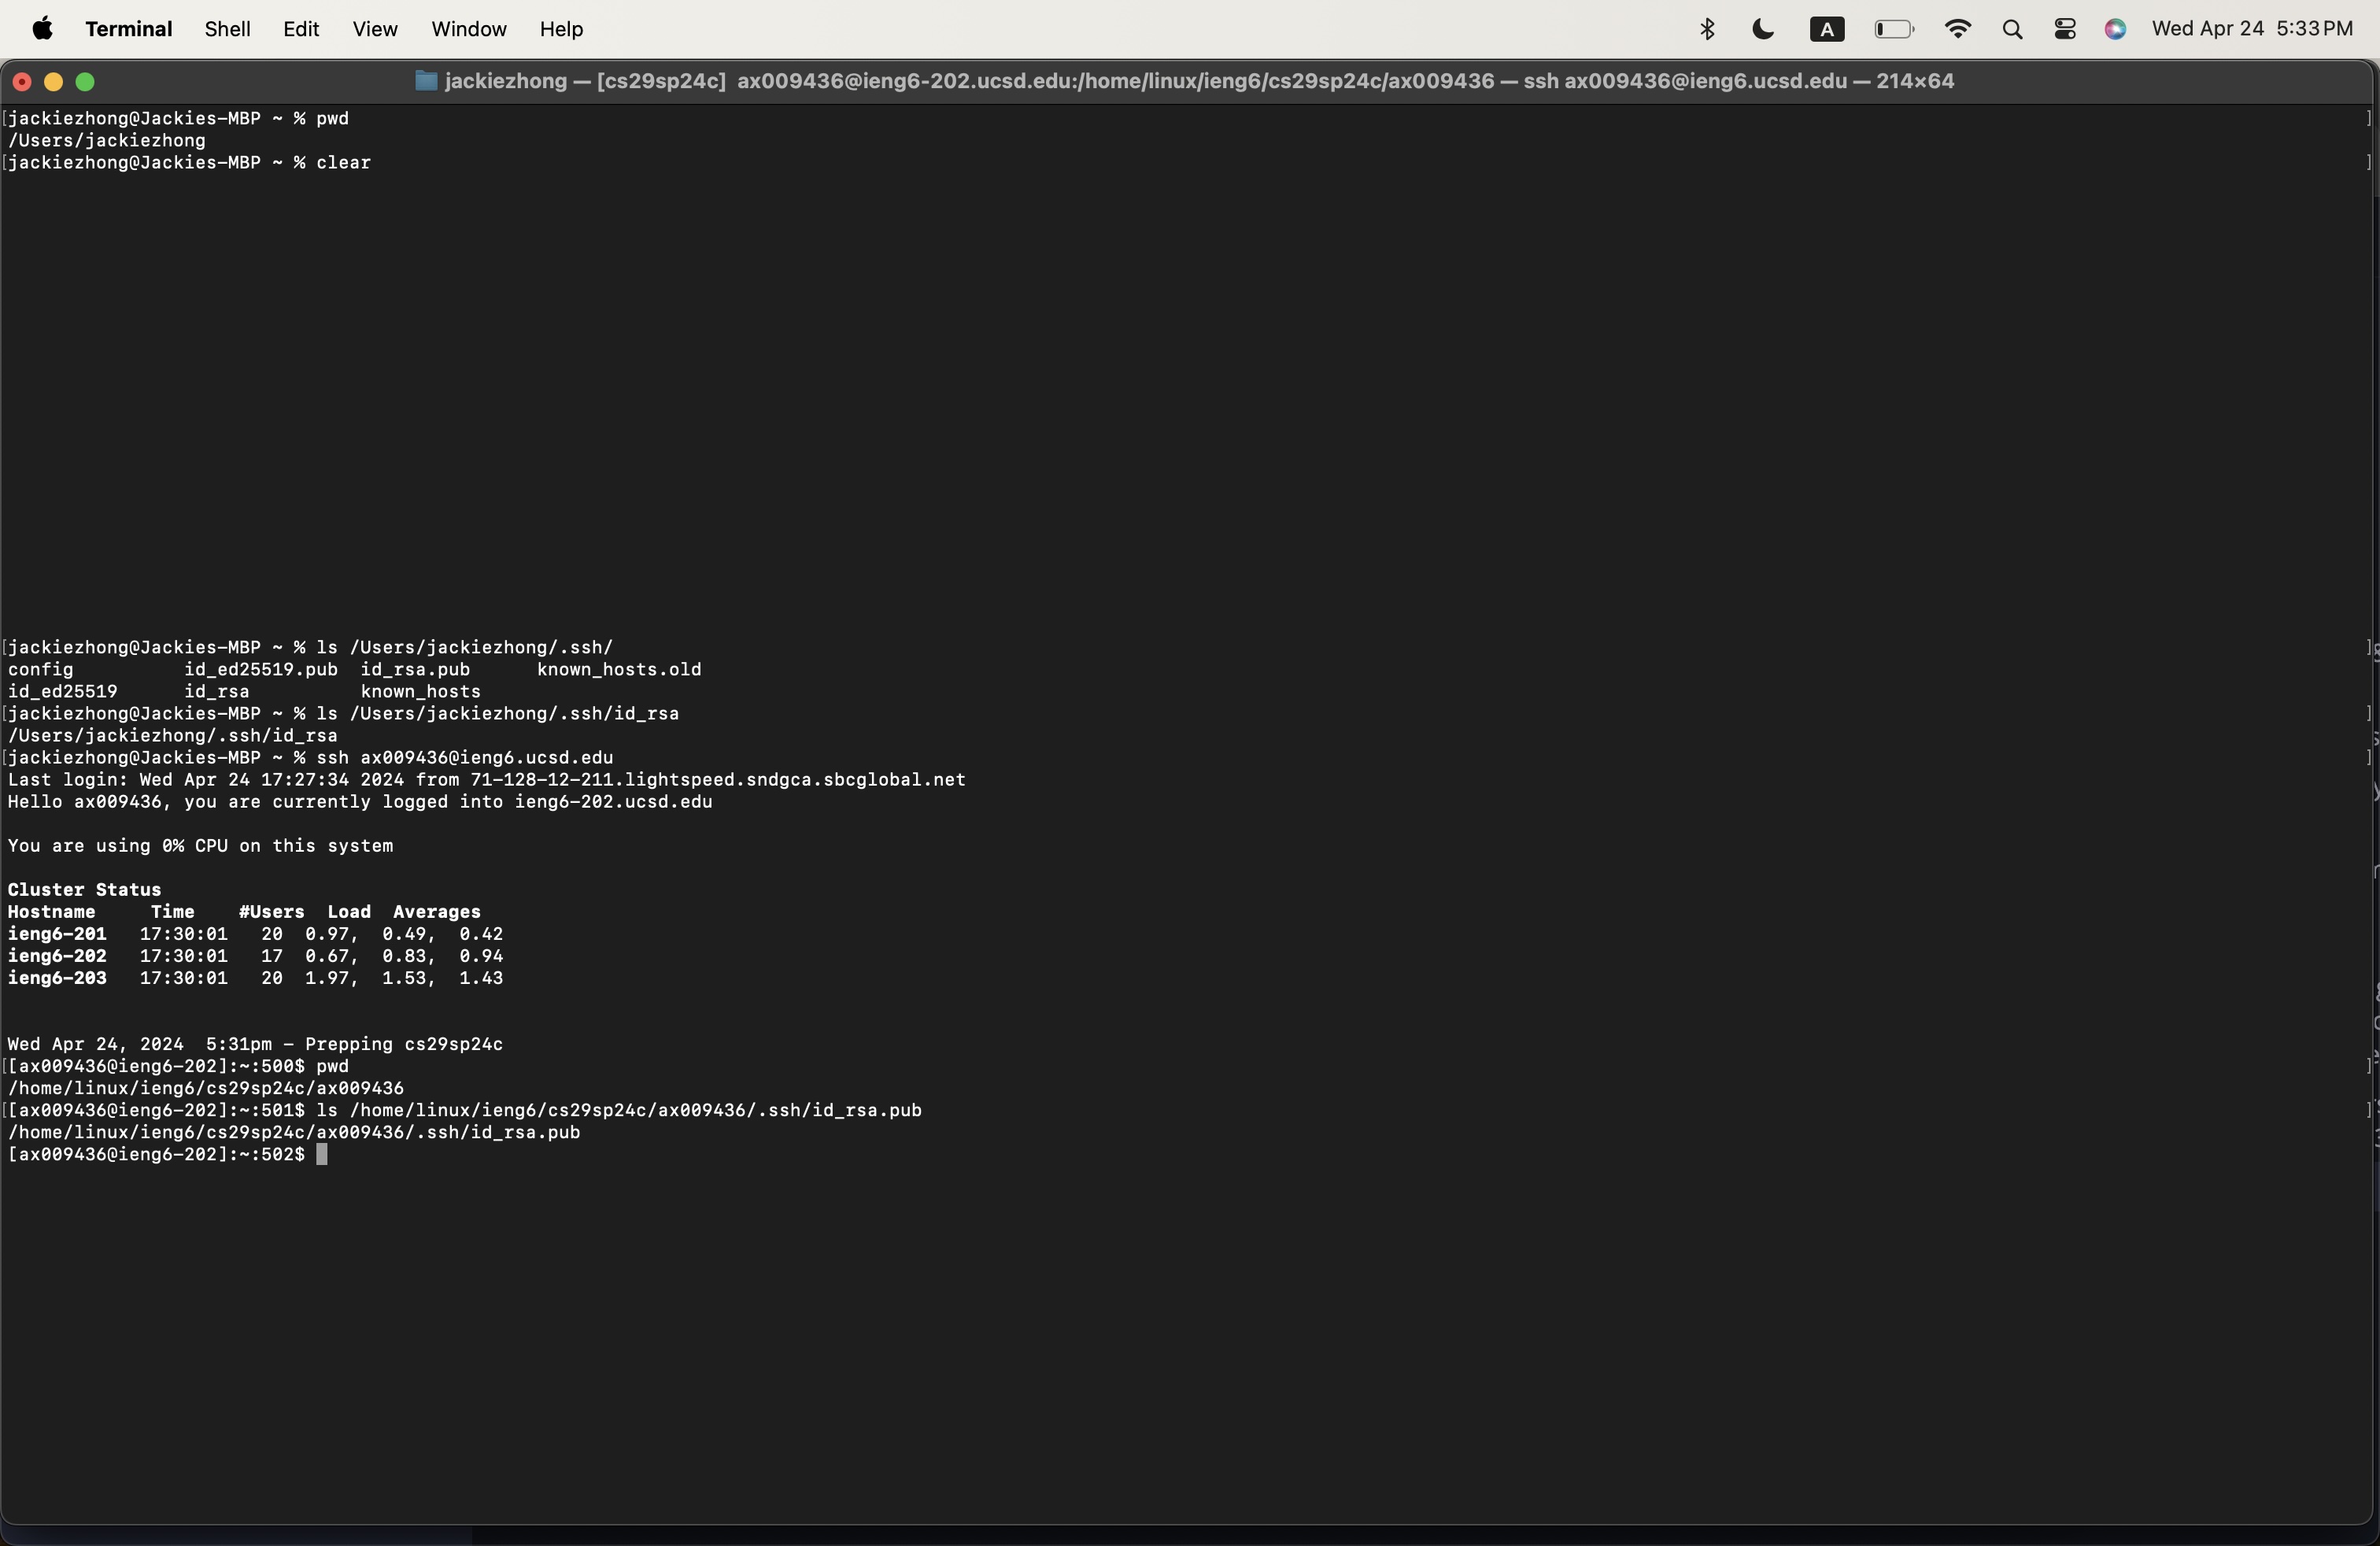 Terminal Shell Edit View Window Help A Wed Apr 24 5:33 PM
jackiezhong — [cs29sp24c] ax009436@ieng6-202.ucsd.edu:/home/linux/ieng6/cs29sp24c/ax009436 — ssh ax009436@ieng6.ucsd.edu — 214×64
[jackiezhong@Jackies-MBP ~ % pwd ]
/Users/jackiezhong
[jackiezhong@Jackies-MBP ~ % clear ]
[jackiezhong@Jackies-MBP ~ % ls /Users/jackiezhong/.ssh/ ]
config id_ed25519.pub id_rsa.pub known_hosts.old
id_ed25519 id_rsa known_hosts
[jackiezhong@Jackies-MBP ~ % ls /Users/jackiezhong/.ssh/id_rsa ]
/Users/jackiezhong/.ssh/id_rsa
[jackiezhong@Jackies-MBP ~ % ssh ax009436@ieng6.ucsd.edu ]
Last login: Wed Apr 24 17:27:34 2024 from 71-128-12-211.lightspeed.sndgca.sbcglobal.net
Hello ax009436, you are currently logged into ieng6-202.ucsd.edu
You are using 0% CPU on this system
Cluster Status
Hostname Time #Users Load Averages
ieng6-201 17:30:01 20 0.97, 0.49, 0.42
ieng6-202 17:30:01 17 0.67, 0.83, 0.94
ieng6-203 17:30:01 20 1.97, 1.53, 1.43
Wed Apr 24, 2024 5:31pm - Prepping cs29sp24c
[[ax009436@ieng6-202]:~:500$ pwd ]
/home/linux/ieng6/cs29sp24c/ax009436
[[ax009436@ieng6-202]:~:501$ ls /home/linux/ieng6/cs29sp24c/ax009436/.ssh/id_rsa.pub ]
/home/linux/ieng6/cs29sp24c/ax009436/.ssh/id_rsa.pub
[ax009436@ieng6-202]:~:502$